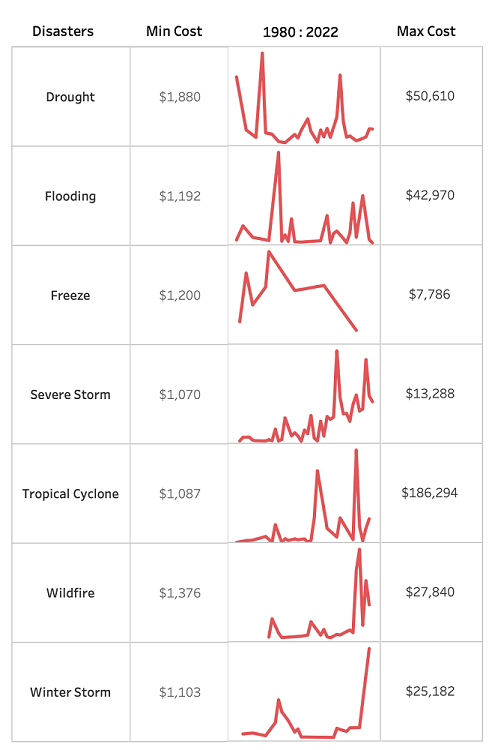 Disasters Min Cost 1980 : 2022 Max Cost
Drought $1,880 $50,610
Flooding $1,192 $42,970
Freeze $1,200 $7,786
Severe Storm $1,070 $13,288
Tropical Cyclone $1,087 $186,294
Wildfire $1,376 $27,840
Winter Storm $1,103 $25,182